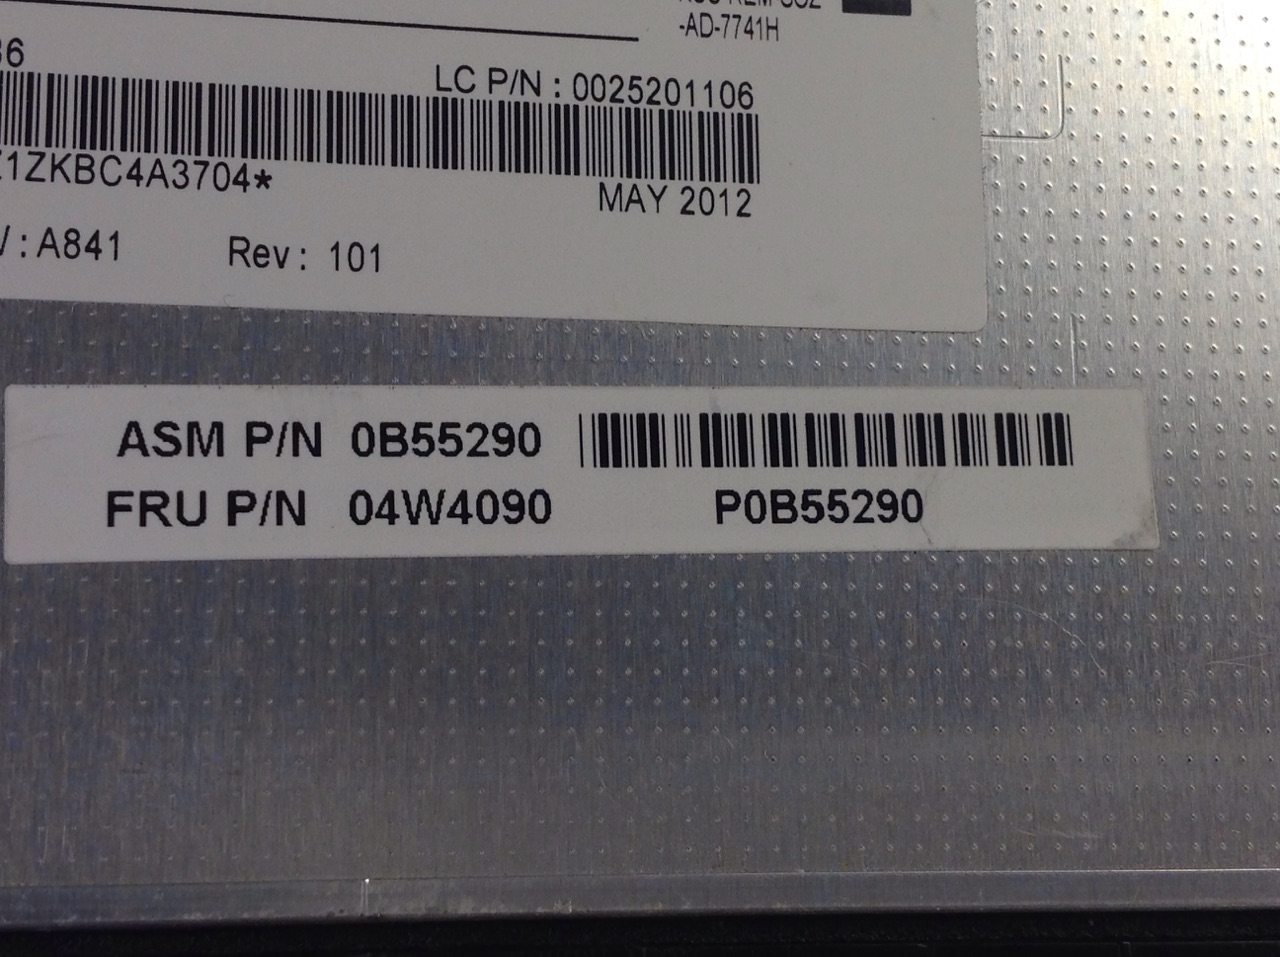 -AD-7741H
LC P/N : 0025201106
1ZKBC4A3704*
MAY 2012
: A841 Rev : 101
ASM P/N 0B55290
FRU P/N 04W4090 P0B55290